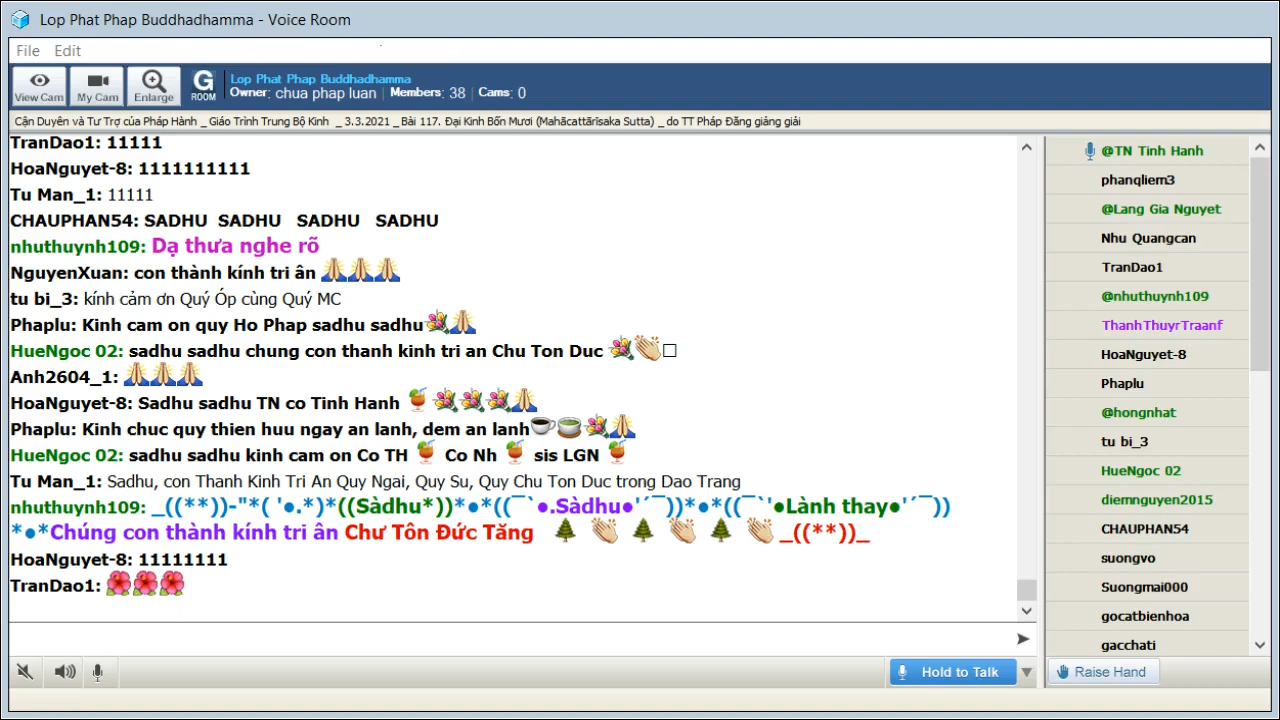 Lop Phat Phap Buddhadhamma - Voice Room
File Edit
View Cam My Cam Enlarge G ROOM
Lop Phat Phap Buddhadhamma
Owner: chua phap luan | Members: 38 | Cams: 0
Cận Duyên và Tư Trợ của Pháp Hành _ Giáo Trình Trung Bộ Kinh _ 3.3.2021 _ Bài 117. Đại Kinh Bốn Mươi (Mahācattārīsaka Sutta) _ do TT Pháp Đăng giảng giải
TranDao1: 11111
HoaNguyet-8: 1111111111
Tu Man_1: 11111
CHAUPHAN54: SADHU SADHU SADHU SADHU
nhuthuynh109: Dạ thưa nghe rõ
NguyenXuan: con thành kính tri ân 🙏🙏🙏
tu bi_3: kính cảm ơn Quý Óp cùng Quý MC
Phaplu: Kinh cam on quy Ho Phap sadhu sadhu💐🙏
HueNgoc 02: sadhu sadhu chung con thanh kinh tri an Chu Ton Duc 💐👏□
Anh2604_1: 🙏🙏🙏
HoaNguyet-8: Sadhu sadhu TN co Tinh Hanh 🍹💐💐💐🙏
Phaplu: Kinh chuc quy thien huu ngay an lanh, dem an lanh☕🍵💐🙏
HueNgoc 02: sadhu sadhu kinh cam on Co TH 🍹 Co Nh 🍹 sis LGN 🍹
Tu Man_1: Sadhu, con Thanh Kinh Tri An Quy Ngai, Quy Su, Quy Chu Ton Duc trong Dao Trang
nhuthuynh109: _((**))-"*( '●.*)*((Sàdhu*))*●*((¯`●.Sàdhu●'´¯))*●*((¯`'●Lành thay●'´¯))
*●*Chúng con thành kính tri ân Chư Tôn Đức Tăng 🌲 👏 🌲 👏 🌲 👏 _((**))_
HoaNguyet-8: 11111111
TranDao1: 🌺🌺🌺
Hold to Talk
@TN Tinh Hanh
phanqliem3
@Lang Gia Nguyet
Nhu Quangcan
TranDao1
@nhuthuynh109
ThanhThuyrTraanf
HoaNguyet-8
Phaplu
@hongnhat
tu bi_3
HueNgoc 02
diemnguyen2015
CHAUPHAN54
suongvo
Suongmai000
gocatbienhoa
gacchati
Raise Hand